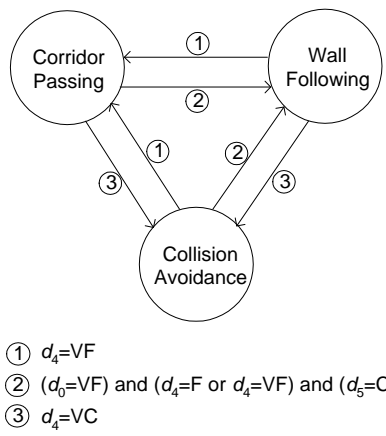 Corridor
Passing
Wall
Following
①
②
①
②
③
③
Collision
Avoidance
① d₄=VF
② (d₀=VF) and (d₄=F or d₄=VF) and (d₅=C
③ d₄=VC